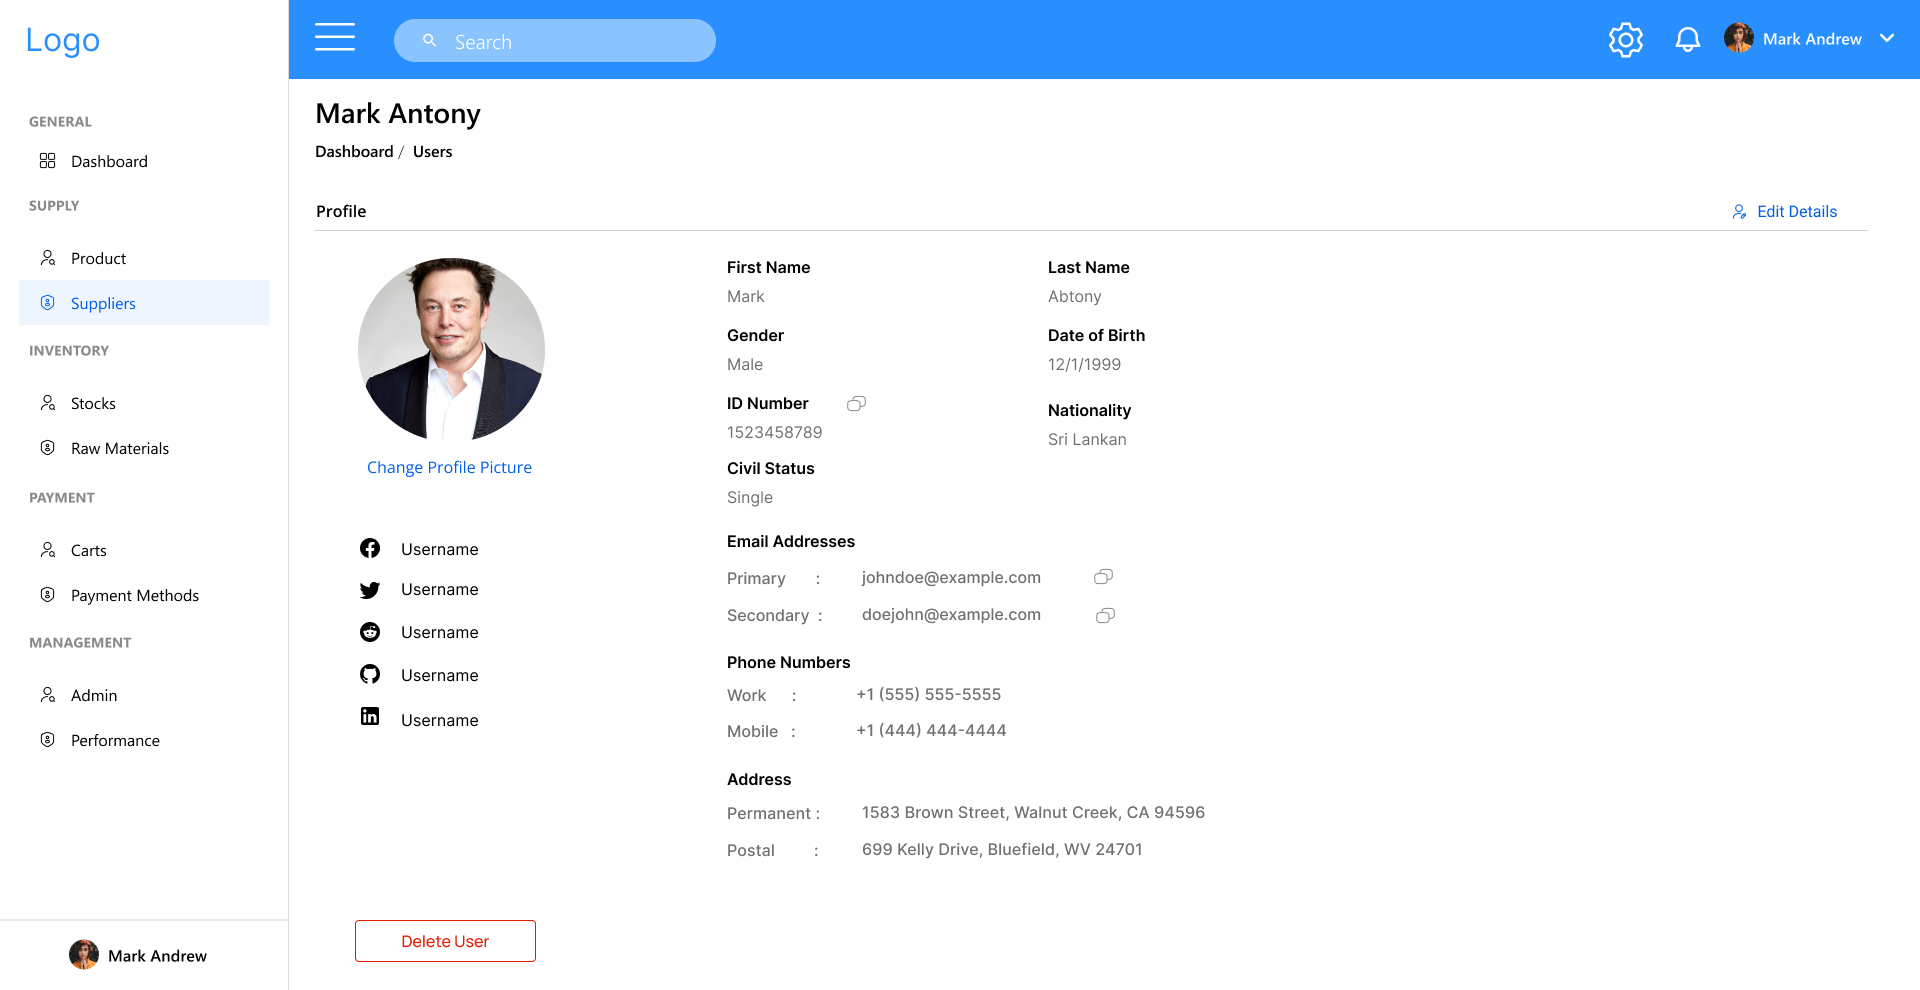 Logo
Search
Mark Andrew
GENERAL
Dashboard
SUPPLY
Product
Suppliers
INVENTORY
Stocks
Raw Materials
PAYMENT
Carts
Payment Methods
MANAGEMENT
Admin
Performance
Mark Andrew
Mark Antony
Dashboard / Users
Profile
Edit Details
Change Profile Picture
Username
Username
Username
Username
Username
First Name
Mark
Last Name
Abtony
Gender
Male
Date of Birth
12/1/1999
ID Number
1523458789
Nationality
Sri Lankan
Civil Status
Single
Email Addresses
Primary : johndoe@example.com
Secondary : doejohn@example.com
Phone Numbers
Work : +1 (555) 555-5555
Mobile : +1 (444) 444-4444
Address
Permanent : 1583 Brown Street, Walnut Creek, CA 94596
Postal : 699 Kelly Drive, Bluefield, WV 24701
Delete User